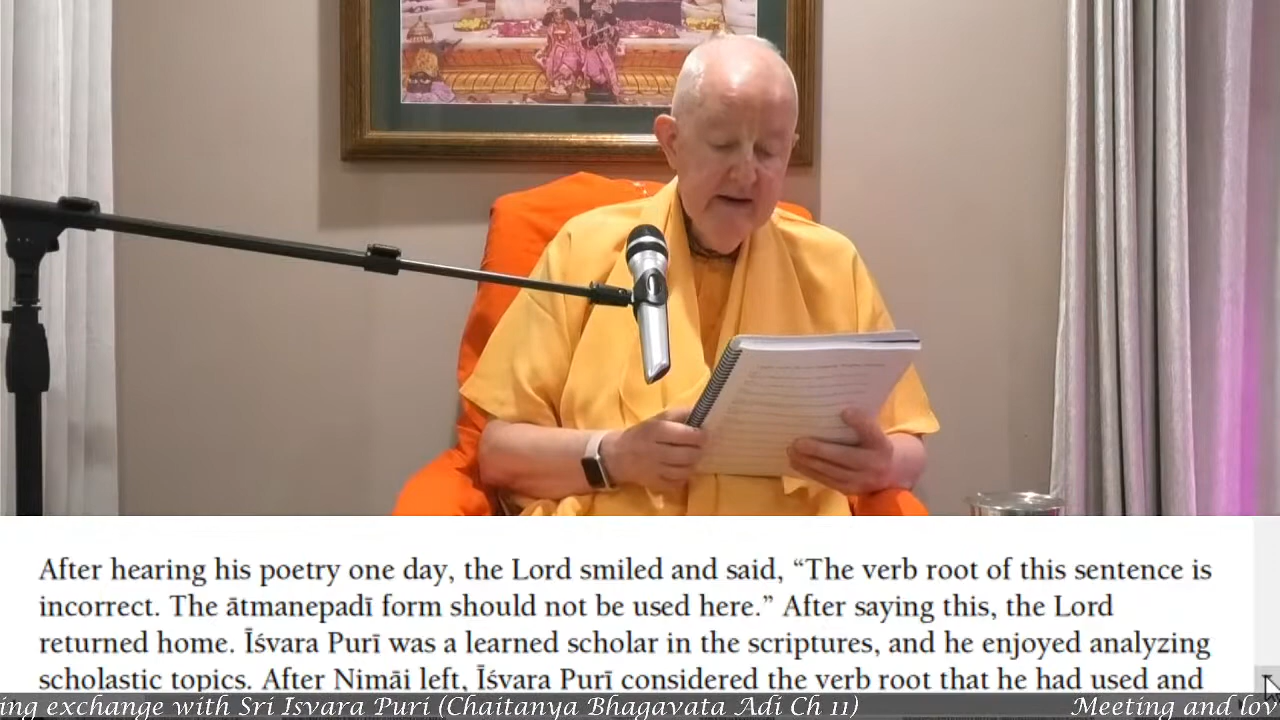 After hearing his poetry one day, the Lord smiled and said, “The verb root of this sentence is
incorrect. The ātmanepadī form should not be used here.” After saying this, the Lord
returned home. Īśvara Purī was a learned scholar in the scriptures, and he enjoyed analyzing
scholastic topics. After Nimāi left, Īśvara Purī considered the verb root that he had used and
ing exchange with Sri Isvara Puri (Chaitanya Bhagavata Adi Ch 11) Meeting and lov